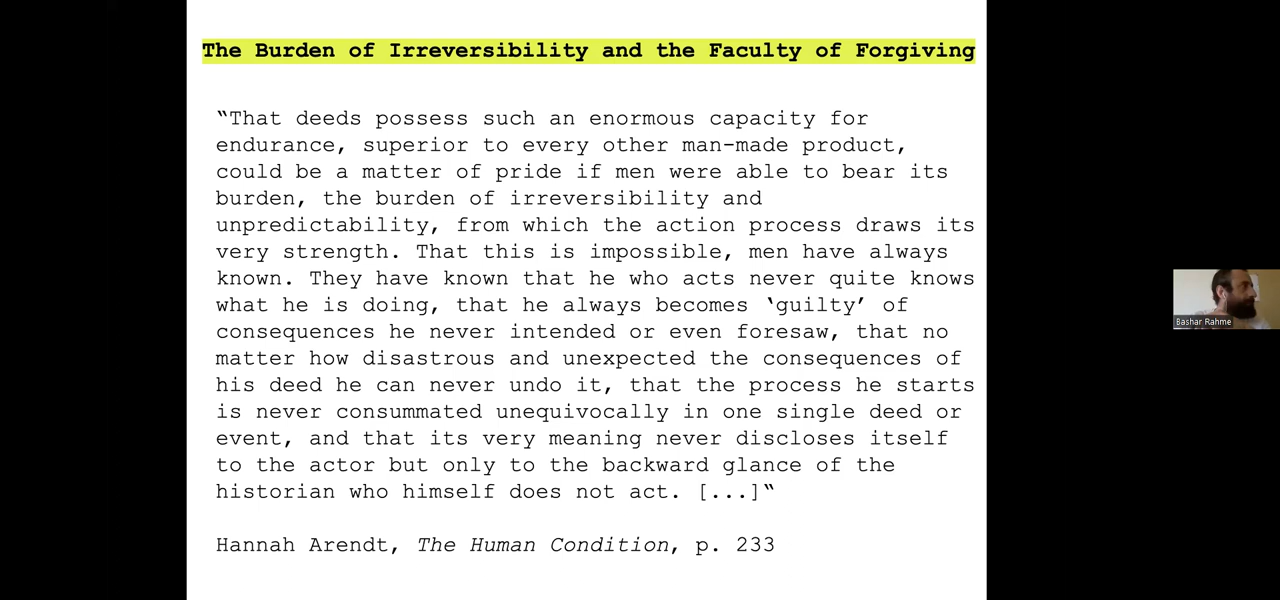 The Burden of Irreversibility and the Faculty of Forgiving
“That deeds possess such an enormous capacity for
endurance, superior to every other man-made product,
could be a matter of pride if men were able to bear its
burden, the burden of irreversibility and
unpredictability, from which the action process draws its
very strength. That this is impossible, men have always
known. They have known that he who acts never quite knows
what he is doing, that he always becomes ‘guilty’ of
consequences he never intended or even foresaw, that no
matter how disastrous and unexpected the consequences of
his deed he can never undo it, that the process he starts
is never consummated unequivocally in one single deed or
event, and that its very meaning never discloses itself
to the actor but only to the backward glance of the
historian who himself does not act. [...]“
Hannah Arendt, The Human Condition, p. 233
Bashar Rahme